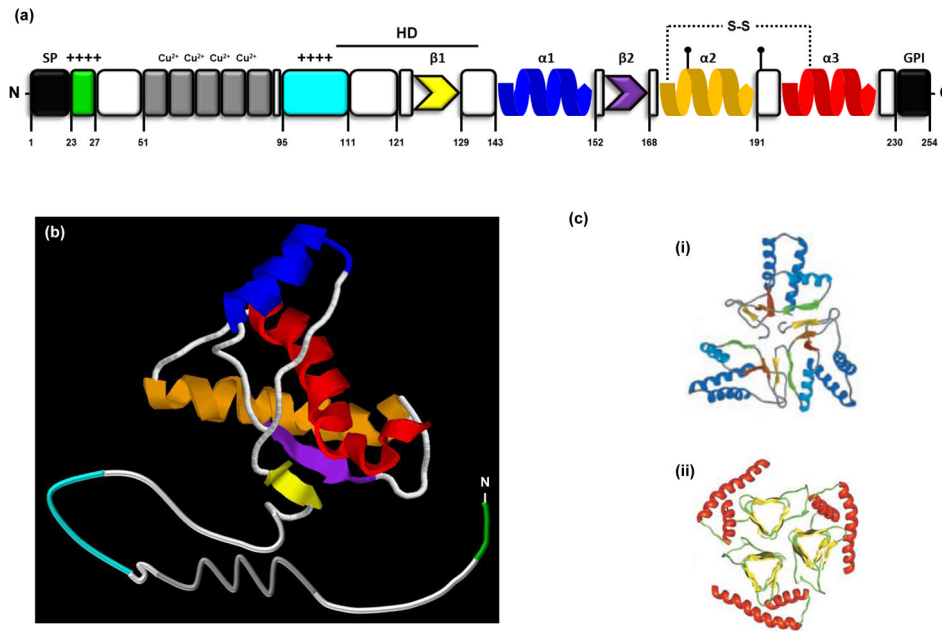 (a)
HD
S-S
SP ++++ Cu2+ Cu2+ Cu2+ Cu2+ ++++ β1 α1 β2 α2 α3 GPI
N
1 23 27 51 95 111 121 129 143 152 168 191 230 254
(b)
N
(c)
(i)
(ii)